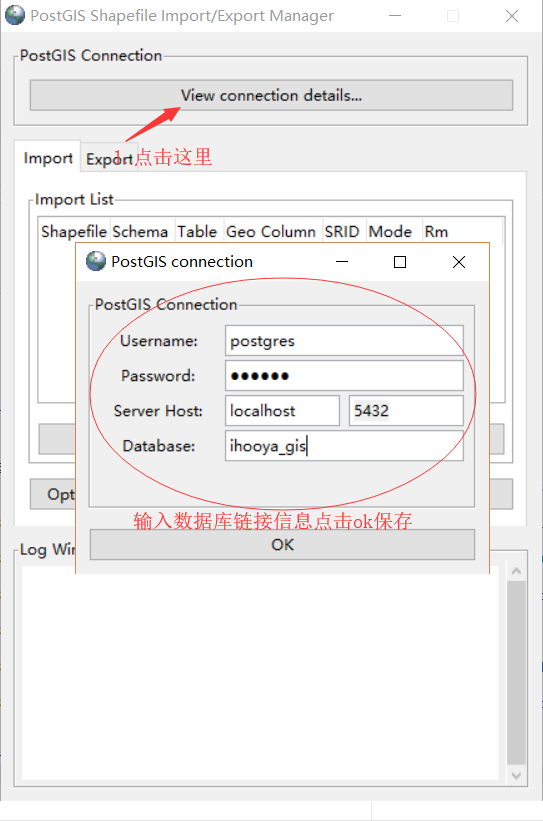 PostGIS Shapefile Import/Export Manager
PostGIS Connection
View connection details...
1 点击这里
Import Export
Import List
Shapefile Schema Table Geo Column SRID Mode Rm
PostGIS connection
PostGIS Connection
Username: postgres
Password: ●●●●●●
Server Host: localhost 5432
Database: ihooya_gis
输入数据库链接信息点击ok保存
OK
Log